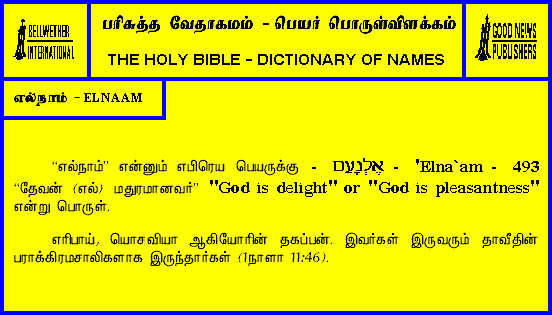 BELLWETHER
INTERNATIONAL
பரிசுத்த வேதாகமம் - பெயர் பொருள்விளக்கம்
THE HOLY BIBLE - DICTIONARY OF NAMES
GOOD NEWS
PUBLISHERS
எல்நாம் - ELNAAM
“எல்நாம்” என்னும் எபிரெய பெயருக்கு - אֶלְנָעַם - 'Elna`am - 493
“தேவன் (எல்) மதுரமானவர்” "God is delight" or "God is pleasantness"
என்று பொருள்.
எரிபாய், யொசவியா ஆகியோரின் தகப்பன். இவர்கள் இருவரும் தாவீதின்
பராக்கிரமசாலிகளாக இருந்தார்கள் (1நாளா 11:46).